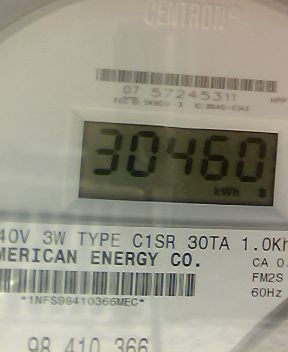 CENTRON®
07 57245311
30460
kWh
40V 3W TYPE C1SR 30TA 1.0Kh
MERICAN ENERGY CO.
CA 0.
FM2S
60Hz
*1NFS98410366MEC*
98 410 366